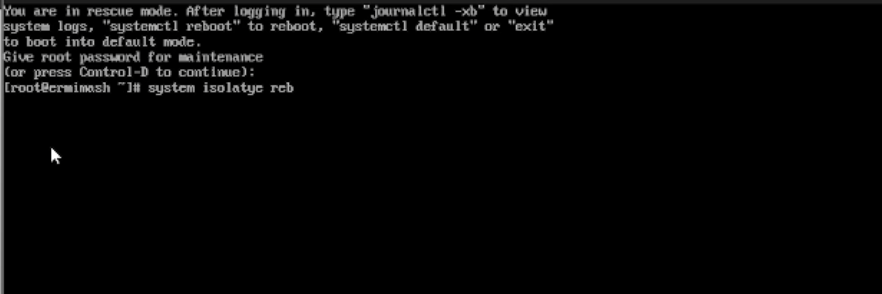 You are in rescue mode. After logging in, type "journalctl -xb" to view
system logs, "systemctl reboot" to reboot, "systemctl default" or "exit"
to boot into default mode.
Give root password for maintenance
(or press Control-D to continue):
[root@ermimash ~]# system isolatye reb